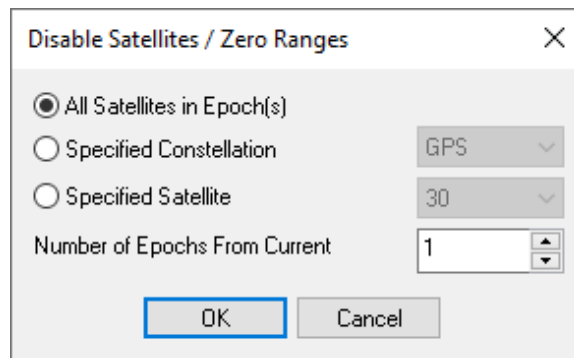 Disable Satellites / Zero Ranges
All Satellites in Epoch(s)
Specified Constellation GPS
Specified Satellite 30
Number of Epochs From Current 1
OK Cancel